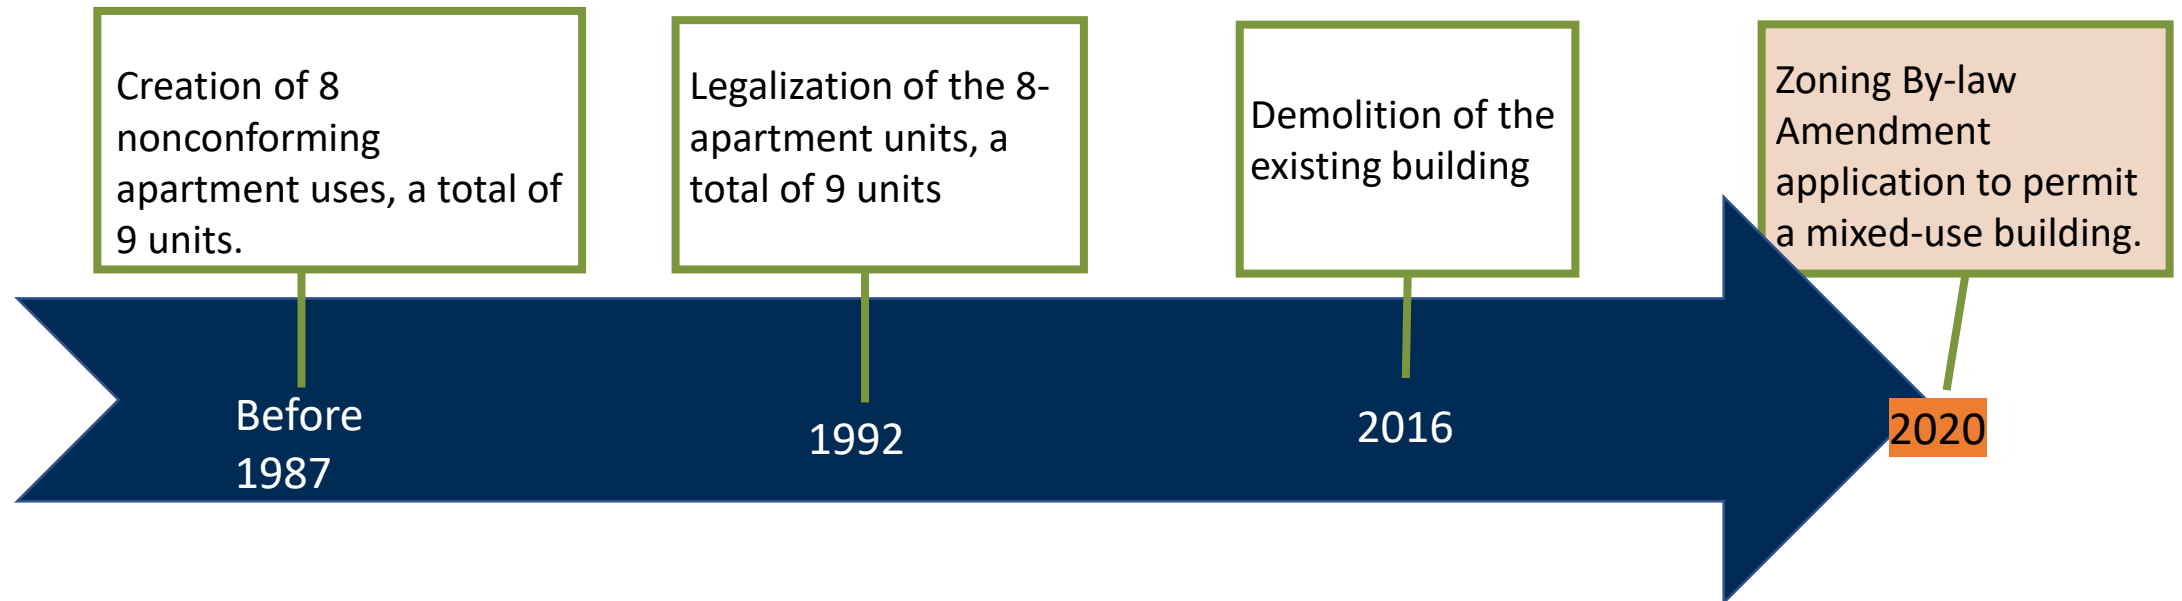 Creation of 8
nonconforming
apartment uses, a total of
9 units.
Legalization of the 8-
apartment units, a
total of 9 units
Demolition of the
existing building
Zoning By-law
Amendment
application to permit
a mixed-use building.
Before
1987
1992
2016
2020